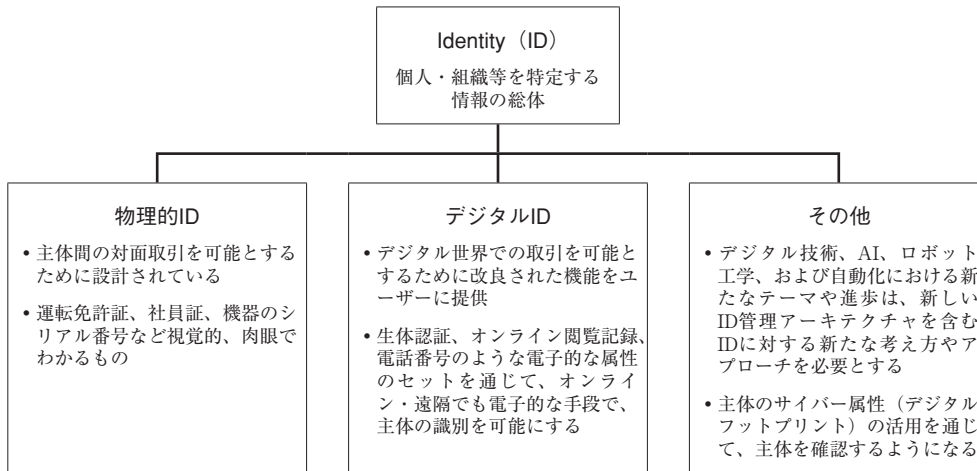 Identity（ID）
個人・組織等を特定する
情報の総体
物理的ID
• 主体間の対面取引を可能とする
ために設計されている
• 運転免許証、社員証、機器のシ
リアル番号など視覚的、肉眼で
わかるもの
デジタルID
• デジタル世界での取引を可能と
するために改良された機能をユ
ーザーに提供
• 生体認証、オンライン閲覧記録、
電話番号のような電子的な属性
のセットを通じて、オンライ
ン・遠隔でも電子的な手段で、
主体の識別を可能にする
その他
• デジタル技術、AI、ロボット
工学、および自動化における新
たなテーマや進歩は、新しい
ID管理アーキテクチャを含む
IDに対する新たな考え方やア
プローチを必要とする
• 主体のサイバー属性（デジタル
フットプリント）の活用を通じ
て、主体を確認するようになる